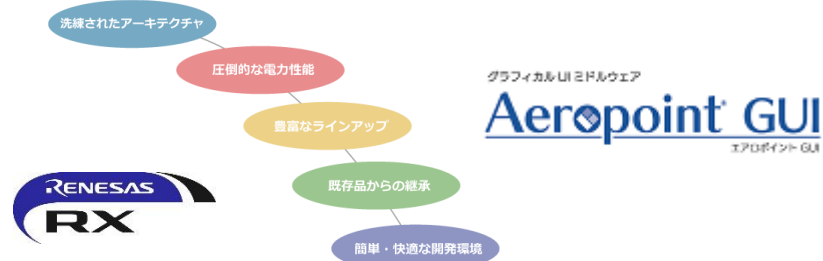 洗練されたアーキテクチャ
圧倒的な電力性能
豊富なラインアップ
既存品からの継承
簡単・快適な開発環境
RENESAS
RX
グラフィカルUIミドルウェア
Aeropoint® GUI
エアロポイント GUI